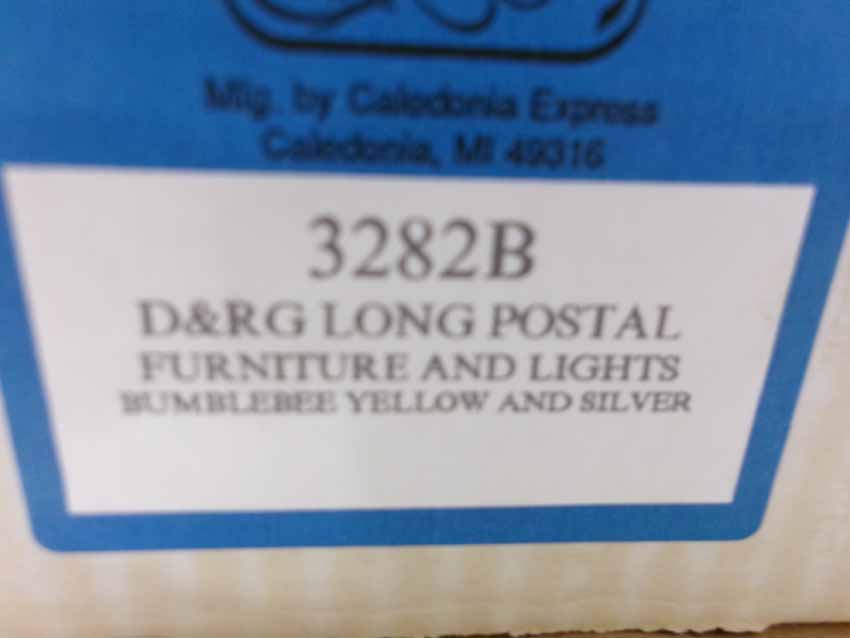 Mfg. by Caledonia Express
Caledonia, MI 49316
3282B
D&RG LONG POSTAL
FURNITURE AND LIGHTS
BUMBLEBEE YELLOW AND SILVER